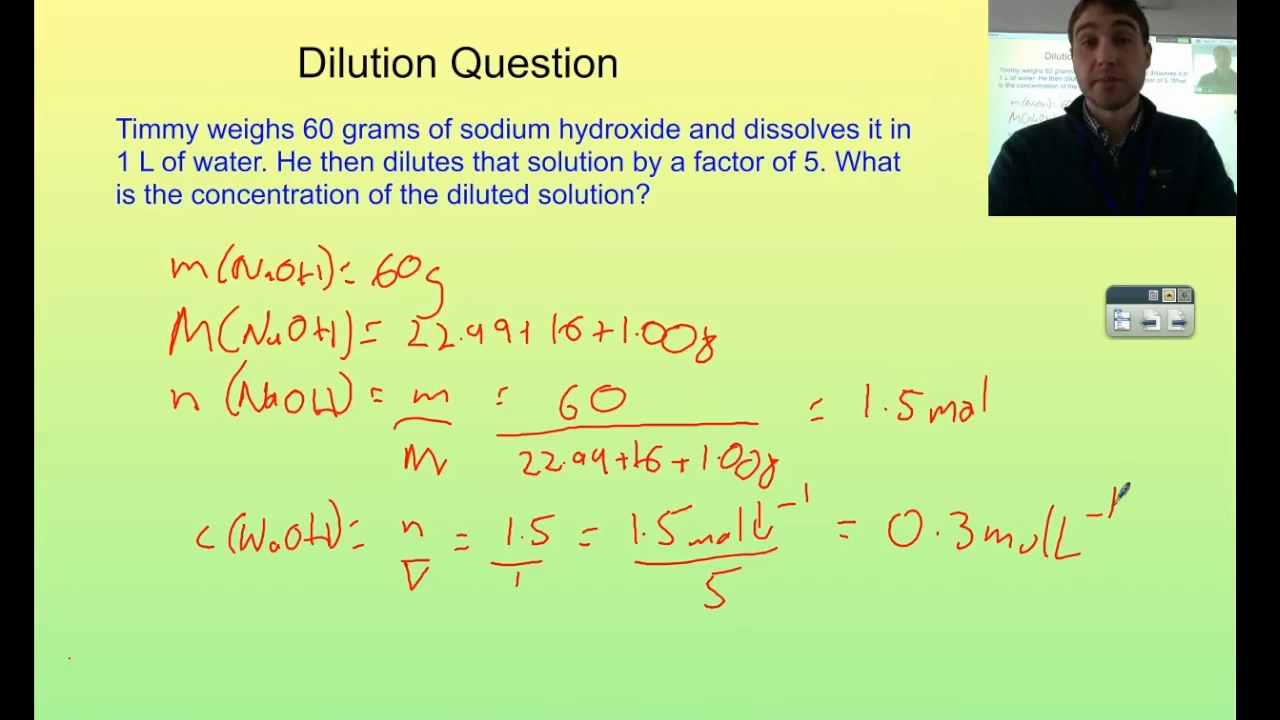 Dilution Question
Timmy weighs 60 grams of sodium hydroxide and dissolves it in
1 L of water. He then dilutes that solution by a factor of 5. What
is the concentration of the diluted solution?
m(NaOH) = 60g
M(NaOH) = 22.99 + 16 + 1.008
n(NaOH) = m/M = 60/(22.99+16+1.008) = 1.5 mol
c(NaOH) = n/V = 1.5/1 = 1.5 mol L⁻¹/5 = 0.3 mol L⁻¹